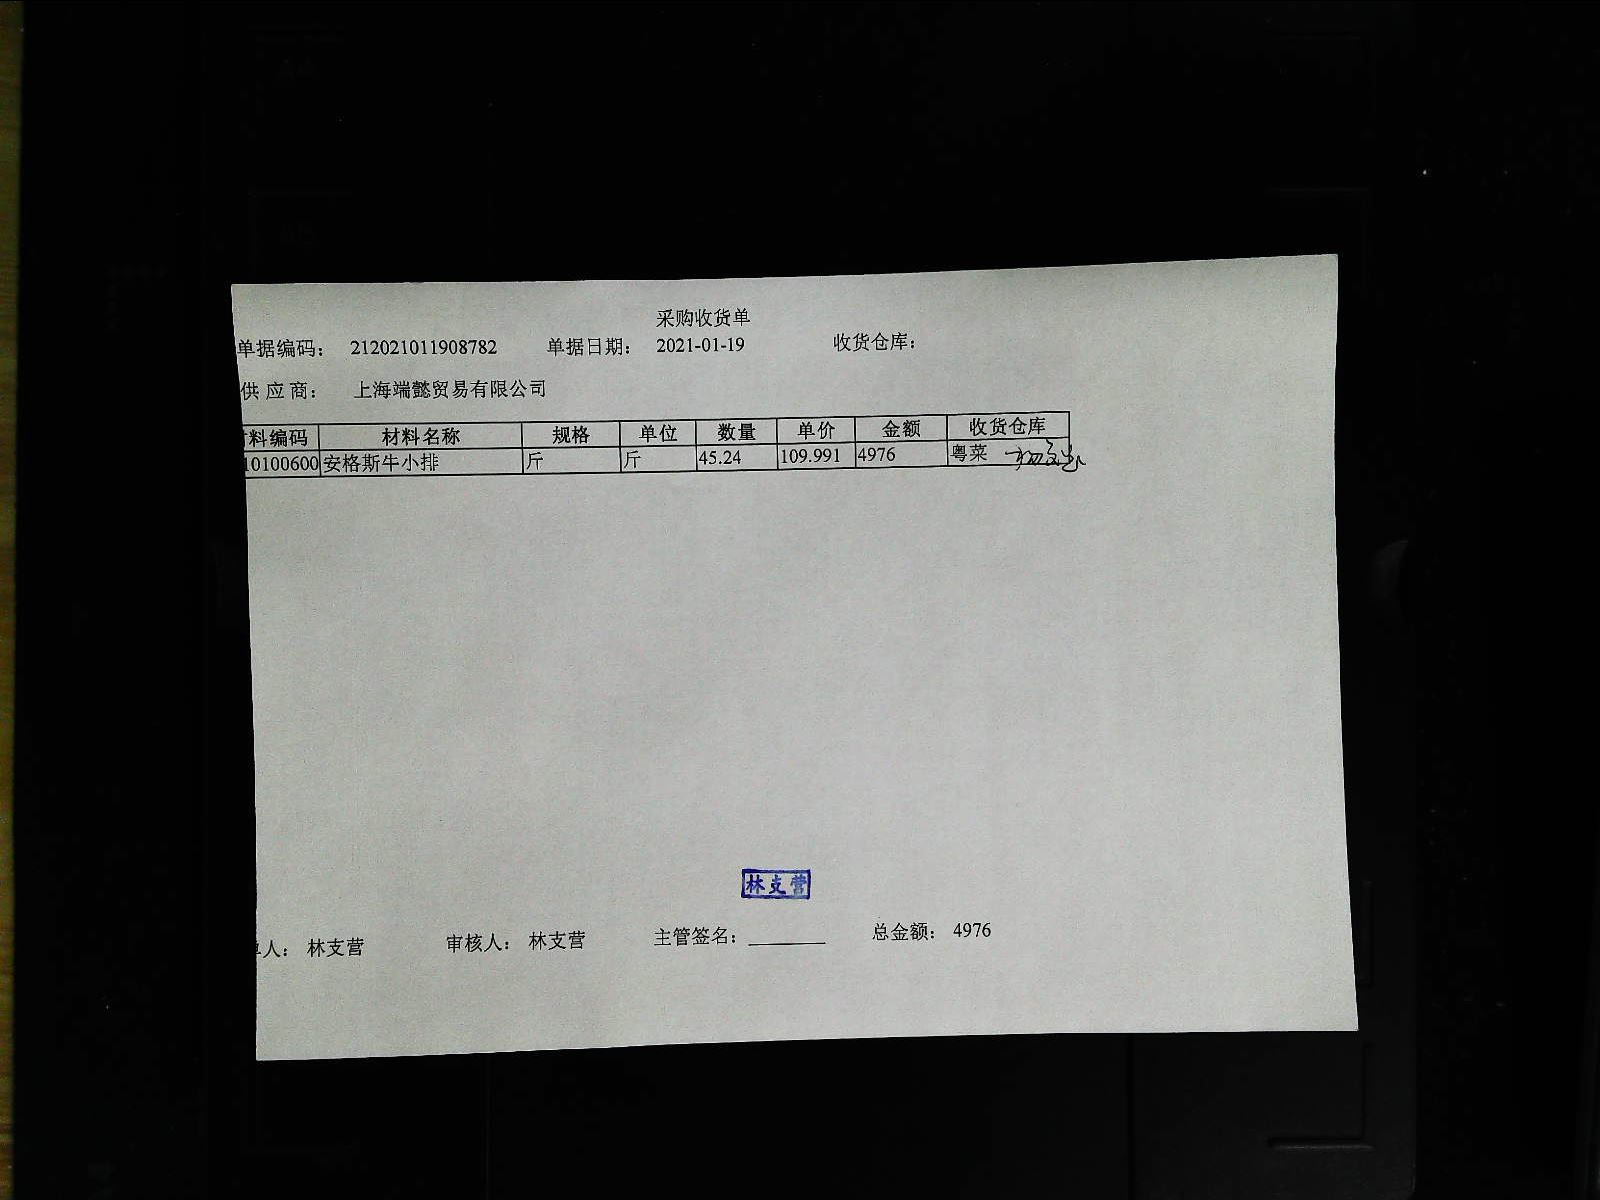 采购收货单
单据编码: 212021011908782 单据日期: 2021-01-19 收货仓库:
供应商: 上海端懿贸易有限公司
料编码 材料名称 规格 单位 数量 单价 金额 收货仓库
10100600 安格斯牛小排 斤 斤 45.24 109.991 4976 粤菜
林支营
人: 林支营 审核人: 林支营 主管签名: 总金额: 4976